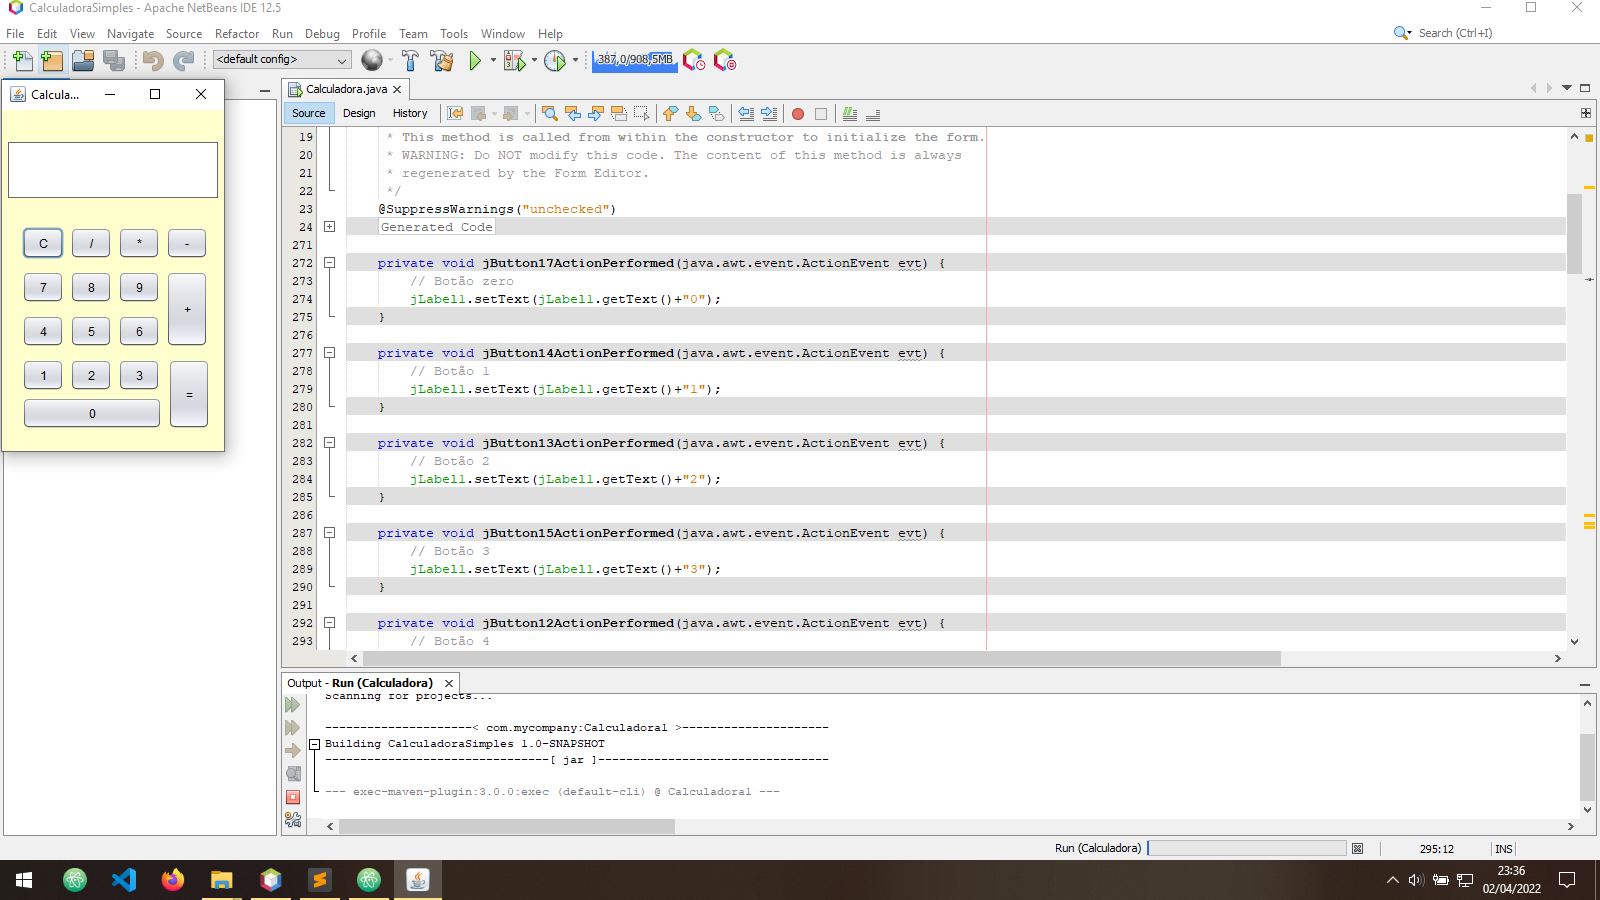 CalculadoraSimples - Apache NetBeans IDE 12.5
File Edit View Navigate Source Refactor Run Debug Profile Team Tools Window Help
Search (Ctrl+I)
<default config>
387,0/908,5MB
Calcula...
C / * -
7 8 9
+
4 5 6
1 2 3
=
0
Calculadora.java
Source Design History
19 * This method is called from within the constructor to initialize the form.
20 * WARNING: Do NOT modify this code. The content of this method is always
21 * regenerated by the Form Editor.
22 */
23 @SuppressWarnings("unchecked")
24 Generated Code
271
272 private void jButton17ActionPerformed(java.awt.event.ActionEvent evt) {
273 // Botão zero
274 jLabel1.setText(jLabel1.getText()+"0");
275 }
276
277 private void jButton14ActionPerformed(java.awt.event.ActionEvent evt) {
278 // Botão 1
279 jLabel1.setText(jLabel1.getText()+"1");
280 }
281
282 private void jButton13ActionPerformed(java.awt.event.ActionEvent evt) {
283 // Botão 2
284 jLabel1.setText(jLabel1.getText()+"2");
285 }
286
287 private void jButton15ActionPerformed(java.awt.event.ActionEvent evt) {
288 // Botão 3
289 jLabel1.setText(jLabel1.getText()+"3");
290 }
291
292 private void jButton12ActionPerformed(java.awt.event.ActionEvent evt) {
293 // Botão 4
Output - Run (Calculadora)
Scanning for projects...
---------------------< com.mycompany:Calculadora1 >---------------------
Building CalculadoraSimples 1.0-SNAPSHOT
--------------------------------[ jar ]---------------------------------
--- exec-maven-plugin:3.0.0:exec (default-cli) @ Calculadora1 ---
Run (Calculadora)
295:12
INS
23:36
02/04/2022